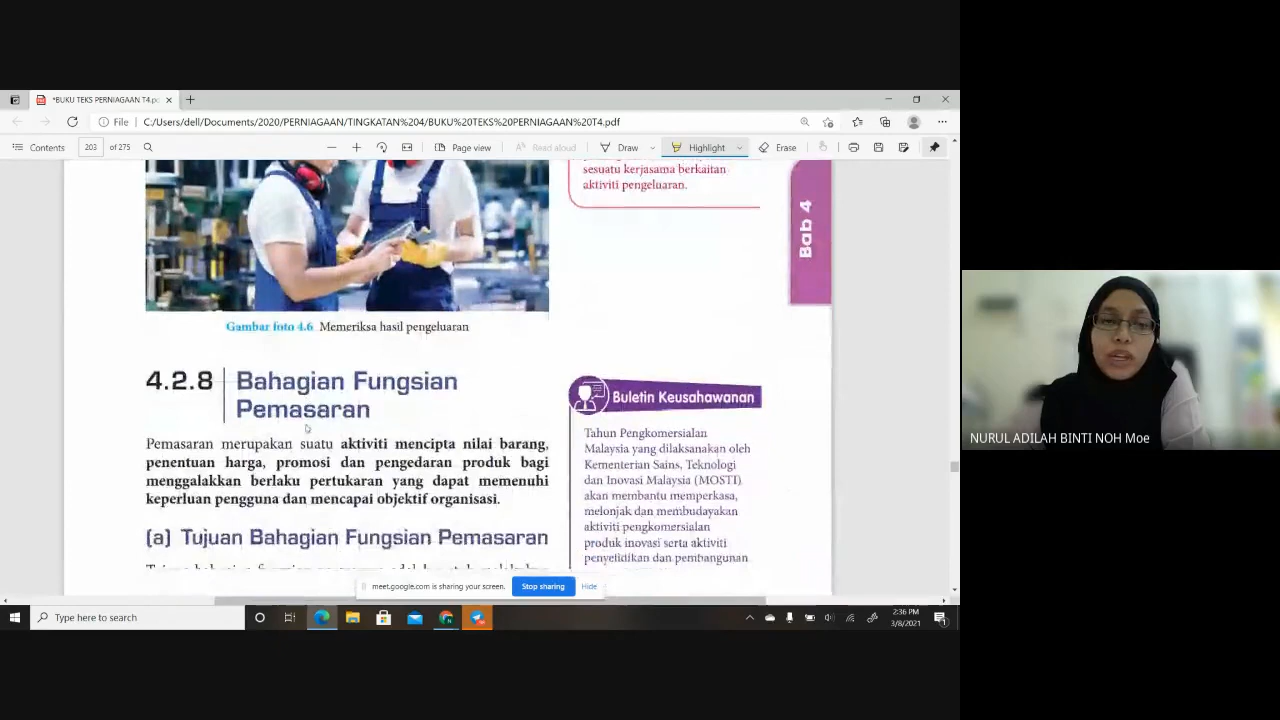 *BUKU TEKS PERNIAGAAN T4.pd
File
C:/Users/dell/Documents/2020/PERNIAGAAN/TINGKATAN%204/BUKU%20TEKS%20PERNIAGAAN%20T4.pdf
Contents
203 of 275
Page view
Read aloud
Draw
Highlight
Erase
sesuatu kerjasama berkaitan
aktiviti pengeluaran.
Bab 4
Gambar foto 4.6 Memeriksa hasil pengeluaran
4.2.8 Bahagian Fungsian
Pemasaran
Pemasaran merupakan suatu aktiviti mencipta nilai barang,
penentuan harga, promosi dan pengedaran produk bagi
menggalakkan berlaku pertukaran yang dapat memenuhi
keperluan pengguna dan mencapai objektif organisasi.
(a) Tujuan Bahagian Fungsian Pemasaran
Buletin Keusahawanan
Tahun Pengkomersialan
Malaysia yang dilaksanakan oleh
Kementerian Sains, Teknologi
dan Inovasi Malaysia (MOSTI)
akan membantu memperkasa,
melonjak dan membudayakan
aktiviti pengkomersialan
produk inovasi serta aktiviti
penyelidikan dan pembangunan
meet.google.com is sharing your screen.
Stop sharing
Hide
Type here to search
2:36 PM
3/8/2021
NURUL ADILAH BINTI NOH Moe